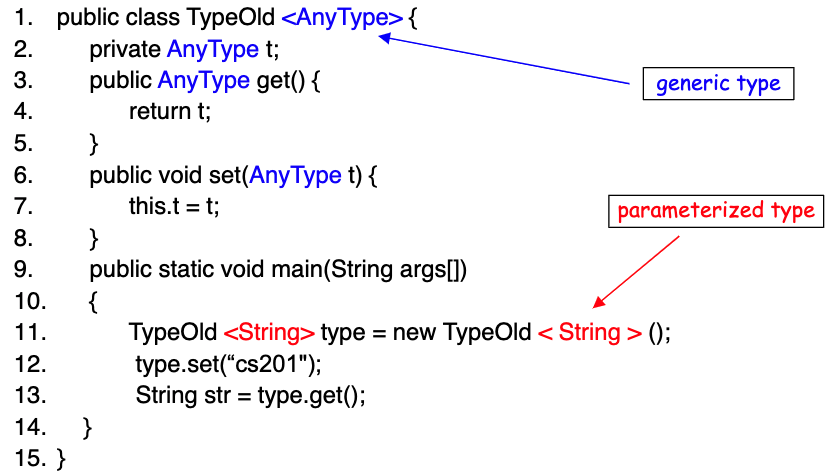 1. public class TypeOld <AnyType> {
2. private AnyType t;
3. public AnyType get() {
generic type
4. return t;
5. }
6. public void set(AnyType t) {
7. this.t = t;
parameterized type
8. }
9. public static void main(String args[])
10. {
11. TypeOld <String> type = new TypeOld < String > ();
12. type.set(“cs201");
13. String str = type.get();
14. }
15. }